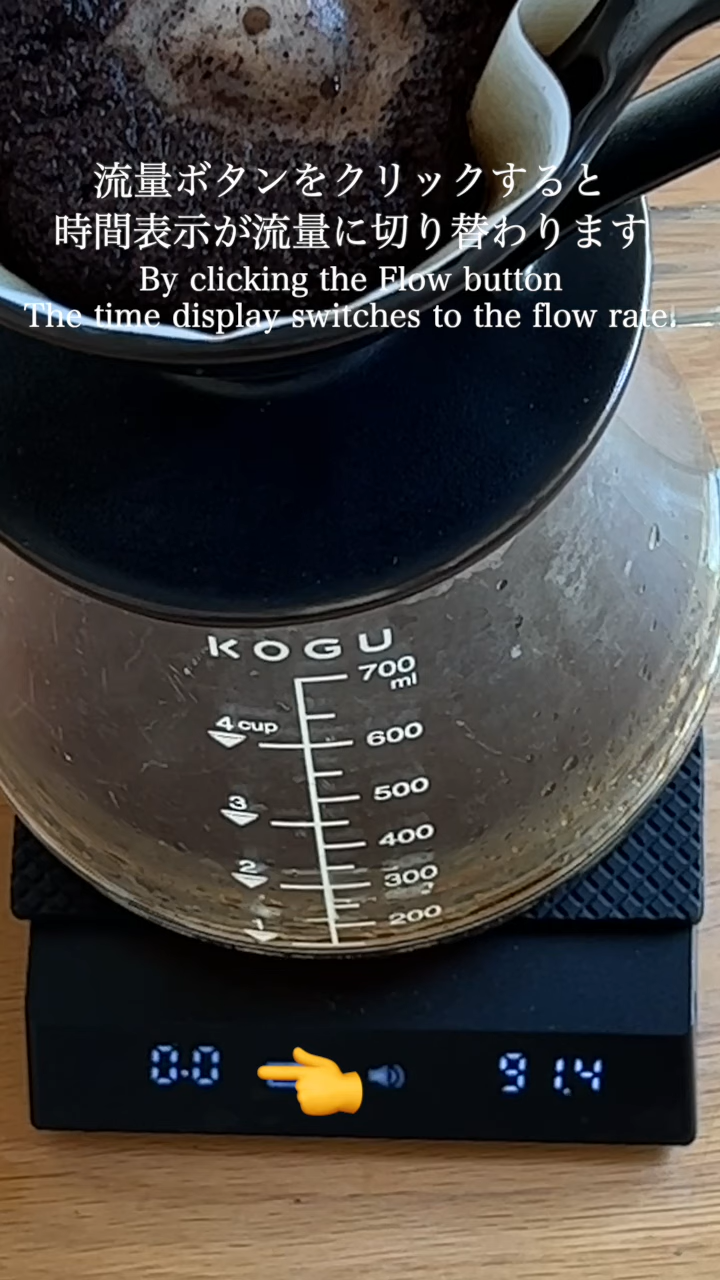 流量ボタンをクリックすると
時間表示が流量に切り替わります
By clicking the Flow button
The time display switches to the flow rate.
KOGU
700
ml
4 cup
600
500
3
400
2
300
200
1
0.0
91.4